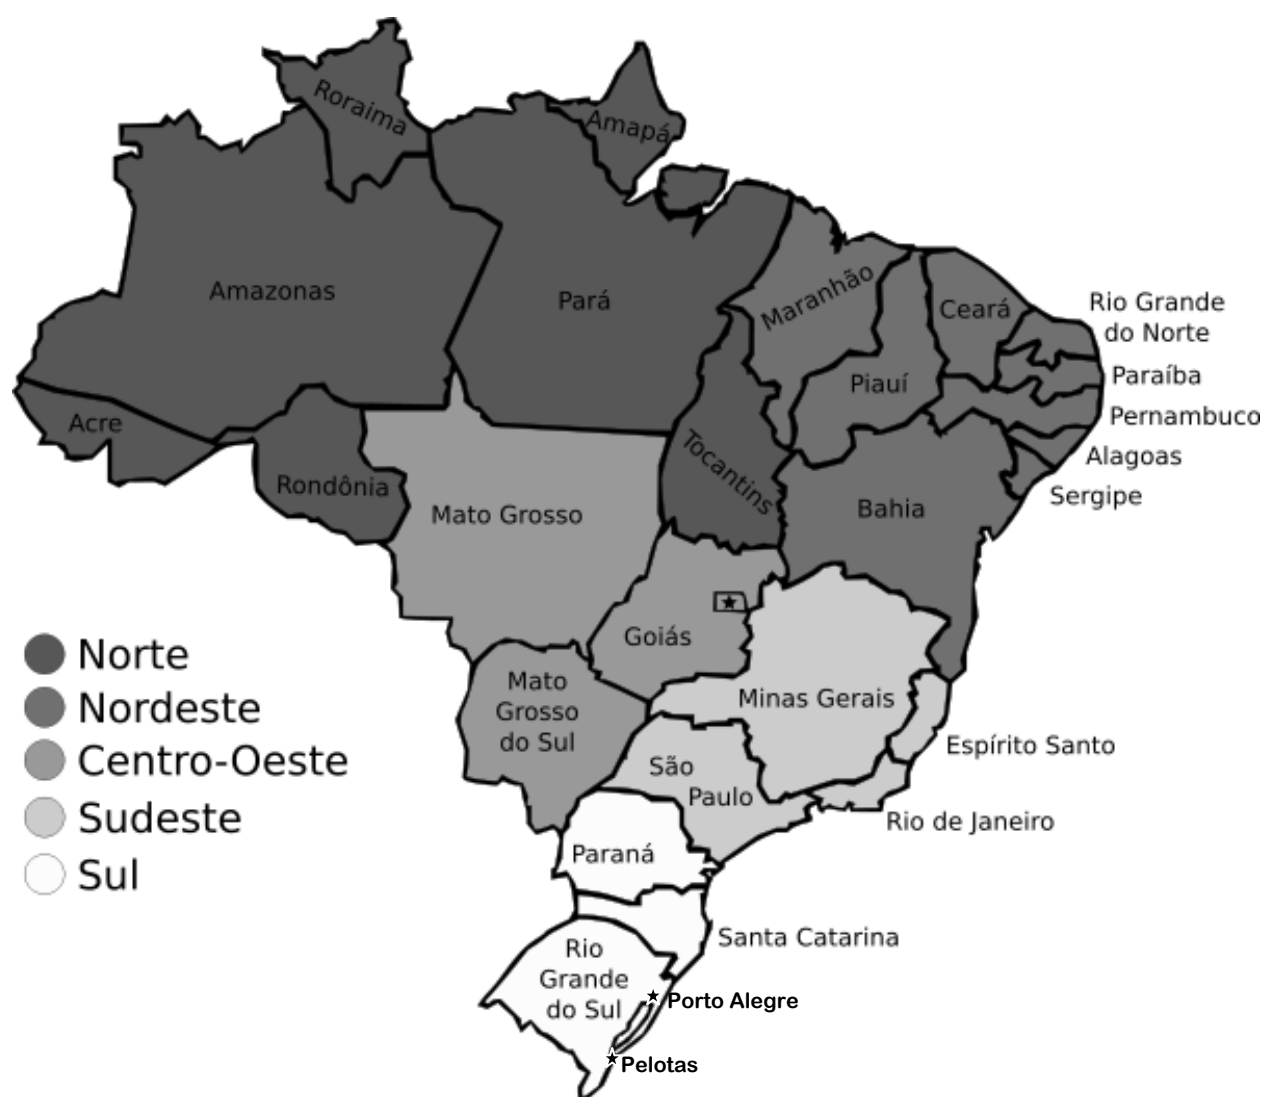 Roraima
Amapá
Amazonas
Pará
Maranhão
Ceará
Rio Grande
do Norte
Piauí
Paraíba
Pernambuco
Acre
Alagoas
Rondônia
Tocantins
Sergipe
Mato Grosso
Bahia
Goiás
Norte
Nordeste
Centro-Oeste
Sudeste
Sul
Mato
Grosso
do Sul
Minas Gerais
Espírito Santo
São
Paulo
Rio de Janeiro
Paraná
Santa Catarina
Rio
Grande
do Sul
Porto Alegre
Pelotas